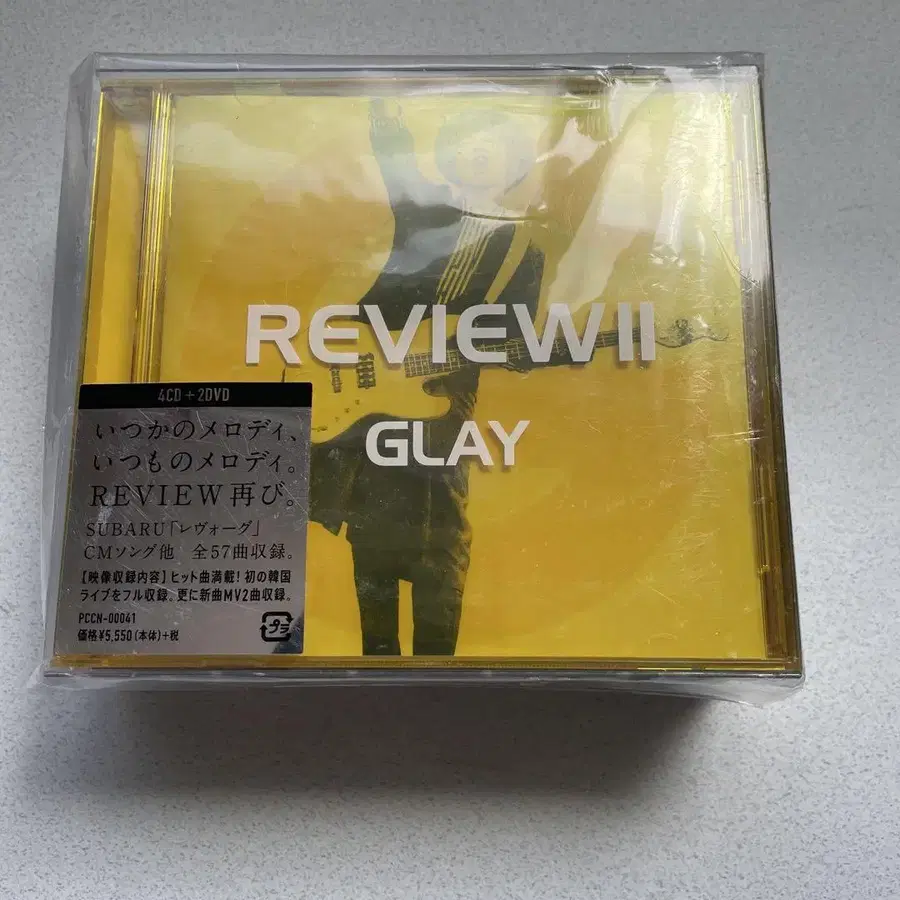 REVIEW II
GLAY
4CD+2DVD
いつかのメロディ、
いつものメロディ。
REVIEW再び。
SUBARU「レヴォーグ」
CMソング他 全57曲収録。
【映像収録内容】ヒット曲満載!初の韓国
ライブをフル収録。更に新曲MV2曲収録。
PCCN-00041
価格¥5,550(本体)+税
プラ